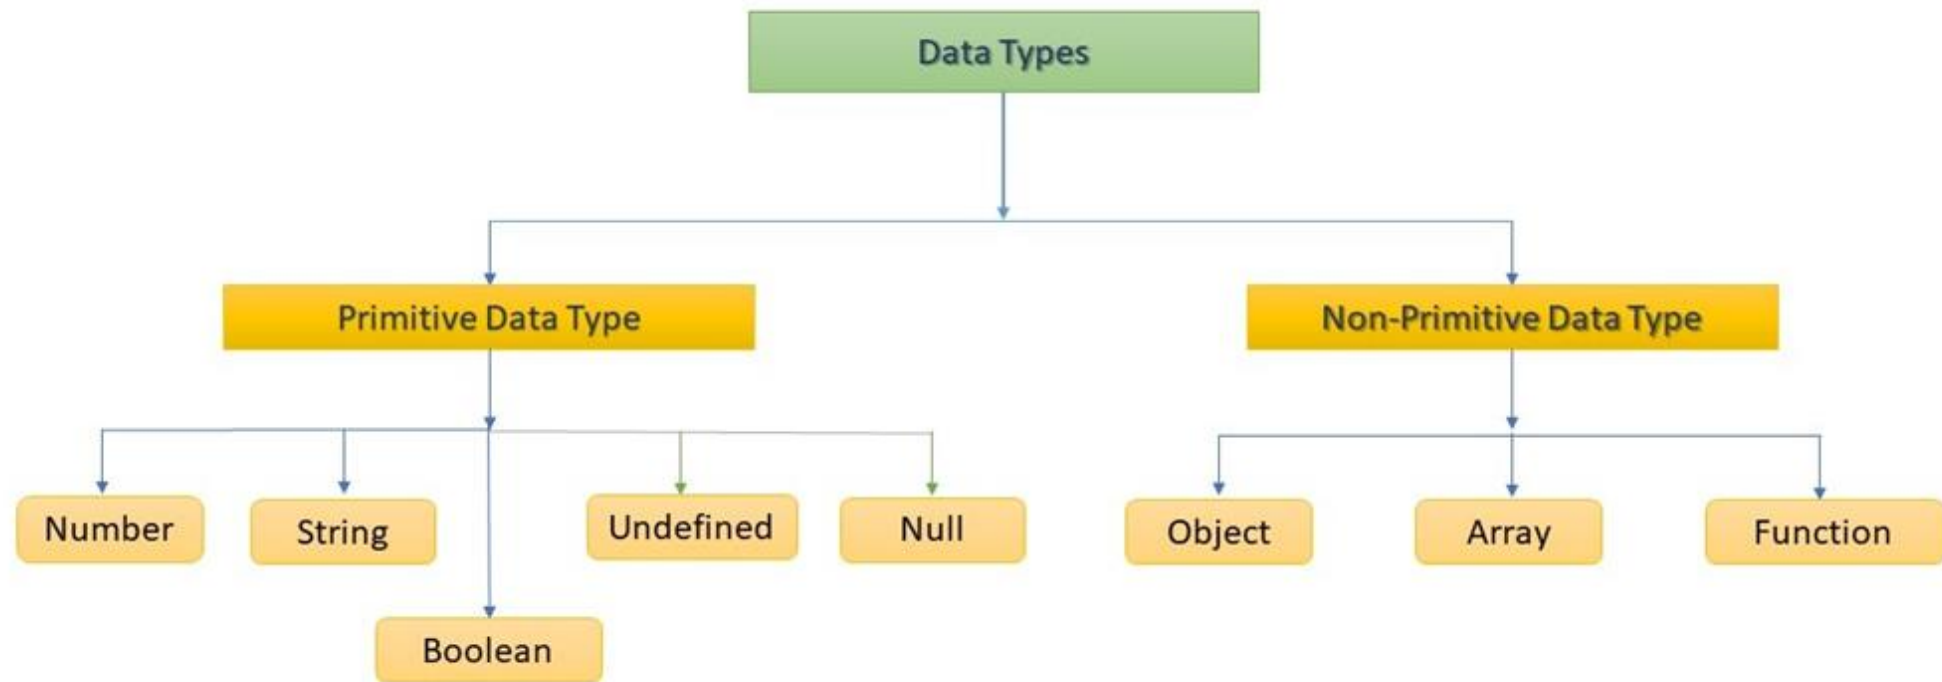 Data Types
Primitive Data Type
Non-Primitive Data Type
Number
String
Undefined
Null
Object
Array
Function
Boolean